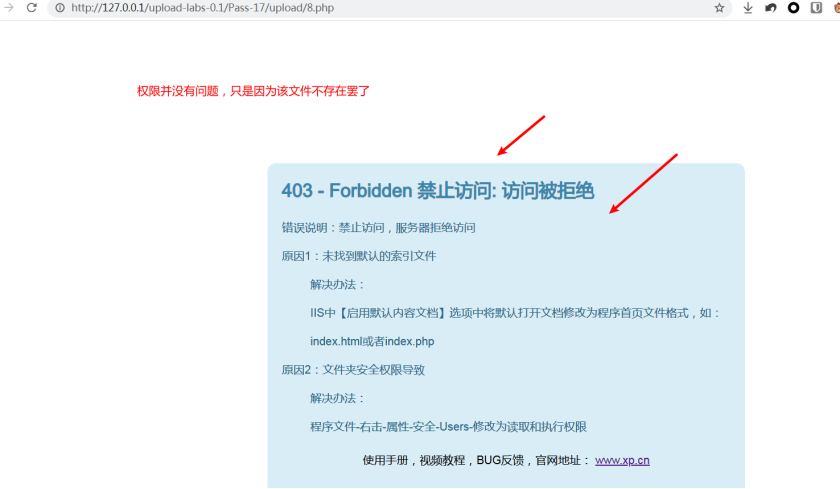 http://127.0.0.1/upload-labs-0.1/Pass-17/upload/8.php
权限并没有问题，只是因为该文件不存在罢了
403 - Forbidden 禁止访问: 访问被拒绝
错误说明：禁止访问，服务器拒绝访问
原因1：未找到默认的索引文件
解决办法：
IIS中【启用默认内容文档】选项中将默认打开文档修改为程序首页文件格式，如：
index.html或者index.php
原因2：文件夹安全权限导致
解决办法：
程序文件-右击-属性-安全-Users-修改为读取和执行权限
使用手册，视频教程，BUG反馈，官网地址： www.xp.cn